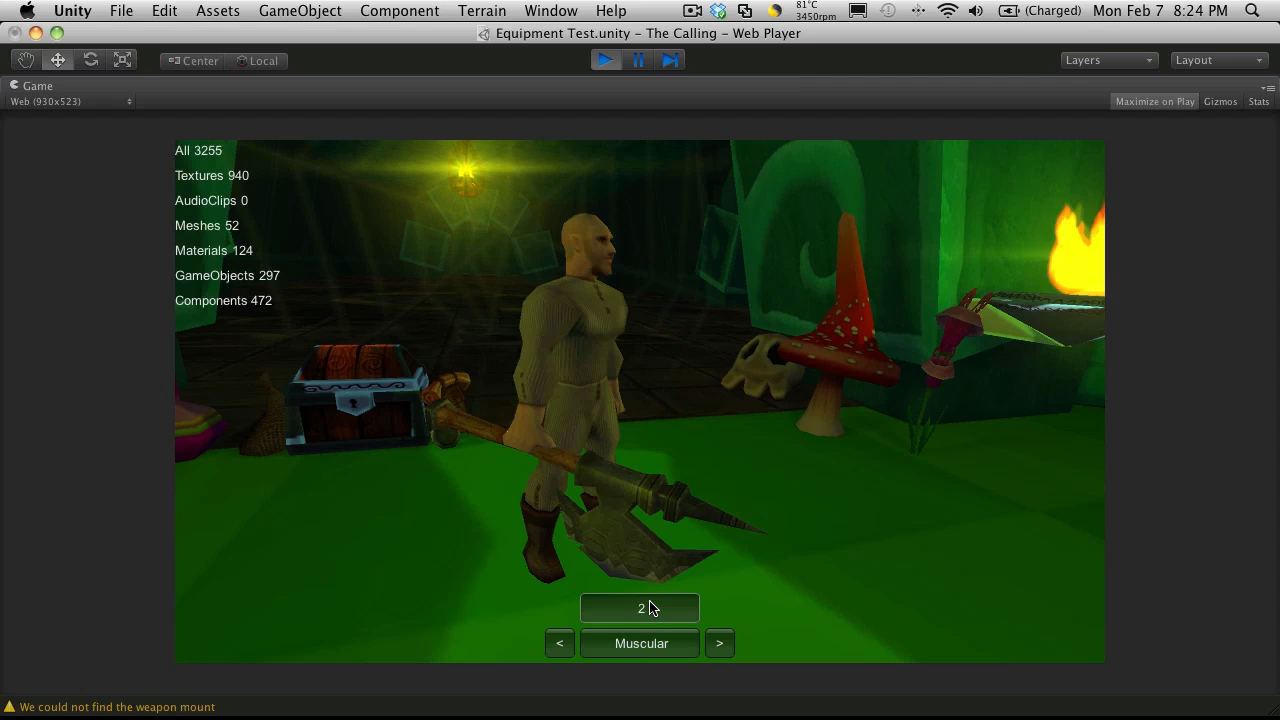 Unity File Edit Assets GameObject Component Terrain Window Help 81°C 3450rpm (Charged) Mon Feb 7 8:24 PM
Equipment Test.unity – The Calling – Web Player
Center Local Layers Layout
Game
Web (930x523) Maximize on Play Gizmos Stats
All 3255
Textures 940
AudioClips 0
Meshes 52
Materials 124
GameObjects 297
Components 472
2
< Muscular >
We could not find the weapon mount